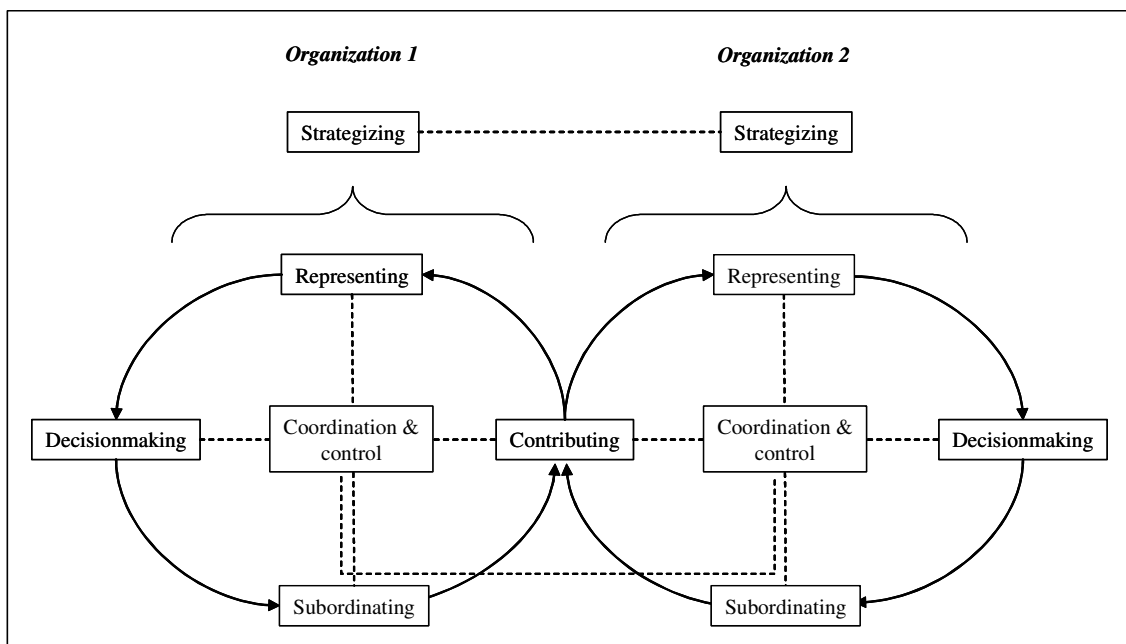 Organization 1
Organization 2
Strategizing
Strategizing
Representing
Representing
Decisionmaking
Coordination &
control
Contributing
Coordination &
control
Decisionmaking
Subordinating
Subordinating